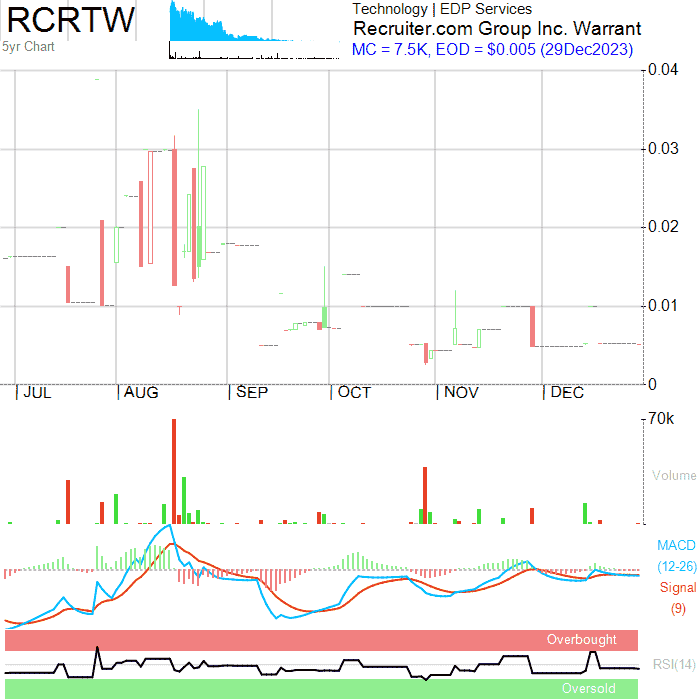 RCRTW
5yr Chart
Technology | EDP Services
Recruiter.com Group Inc. Warrant
MC = 7.5K, EOD = $0.005 (29Dec2023)
0.04
0.03
0.02
0.01
0
|JUL |AUG |SEP |OCT |NOV |DEC
70k
Volume
MACD
(12-26)
Signal
(9)
Overbought
RSI(14)
Oversold